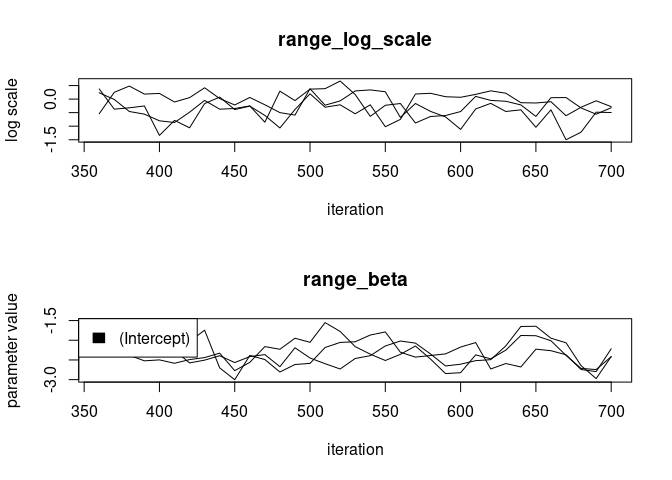 range_log_scale
log scale
0.0
-1.5
350 400 450 500 550 600 650 700
iteration
range_beta
parameter value
-1.5
-3.0
(Intercept)
350 400 450 500 550 600 650 700
iteration